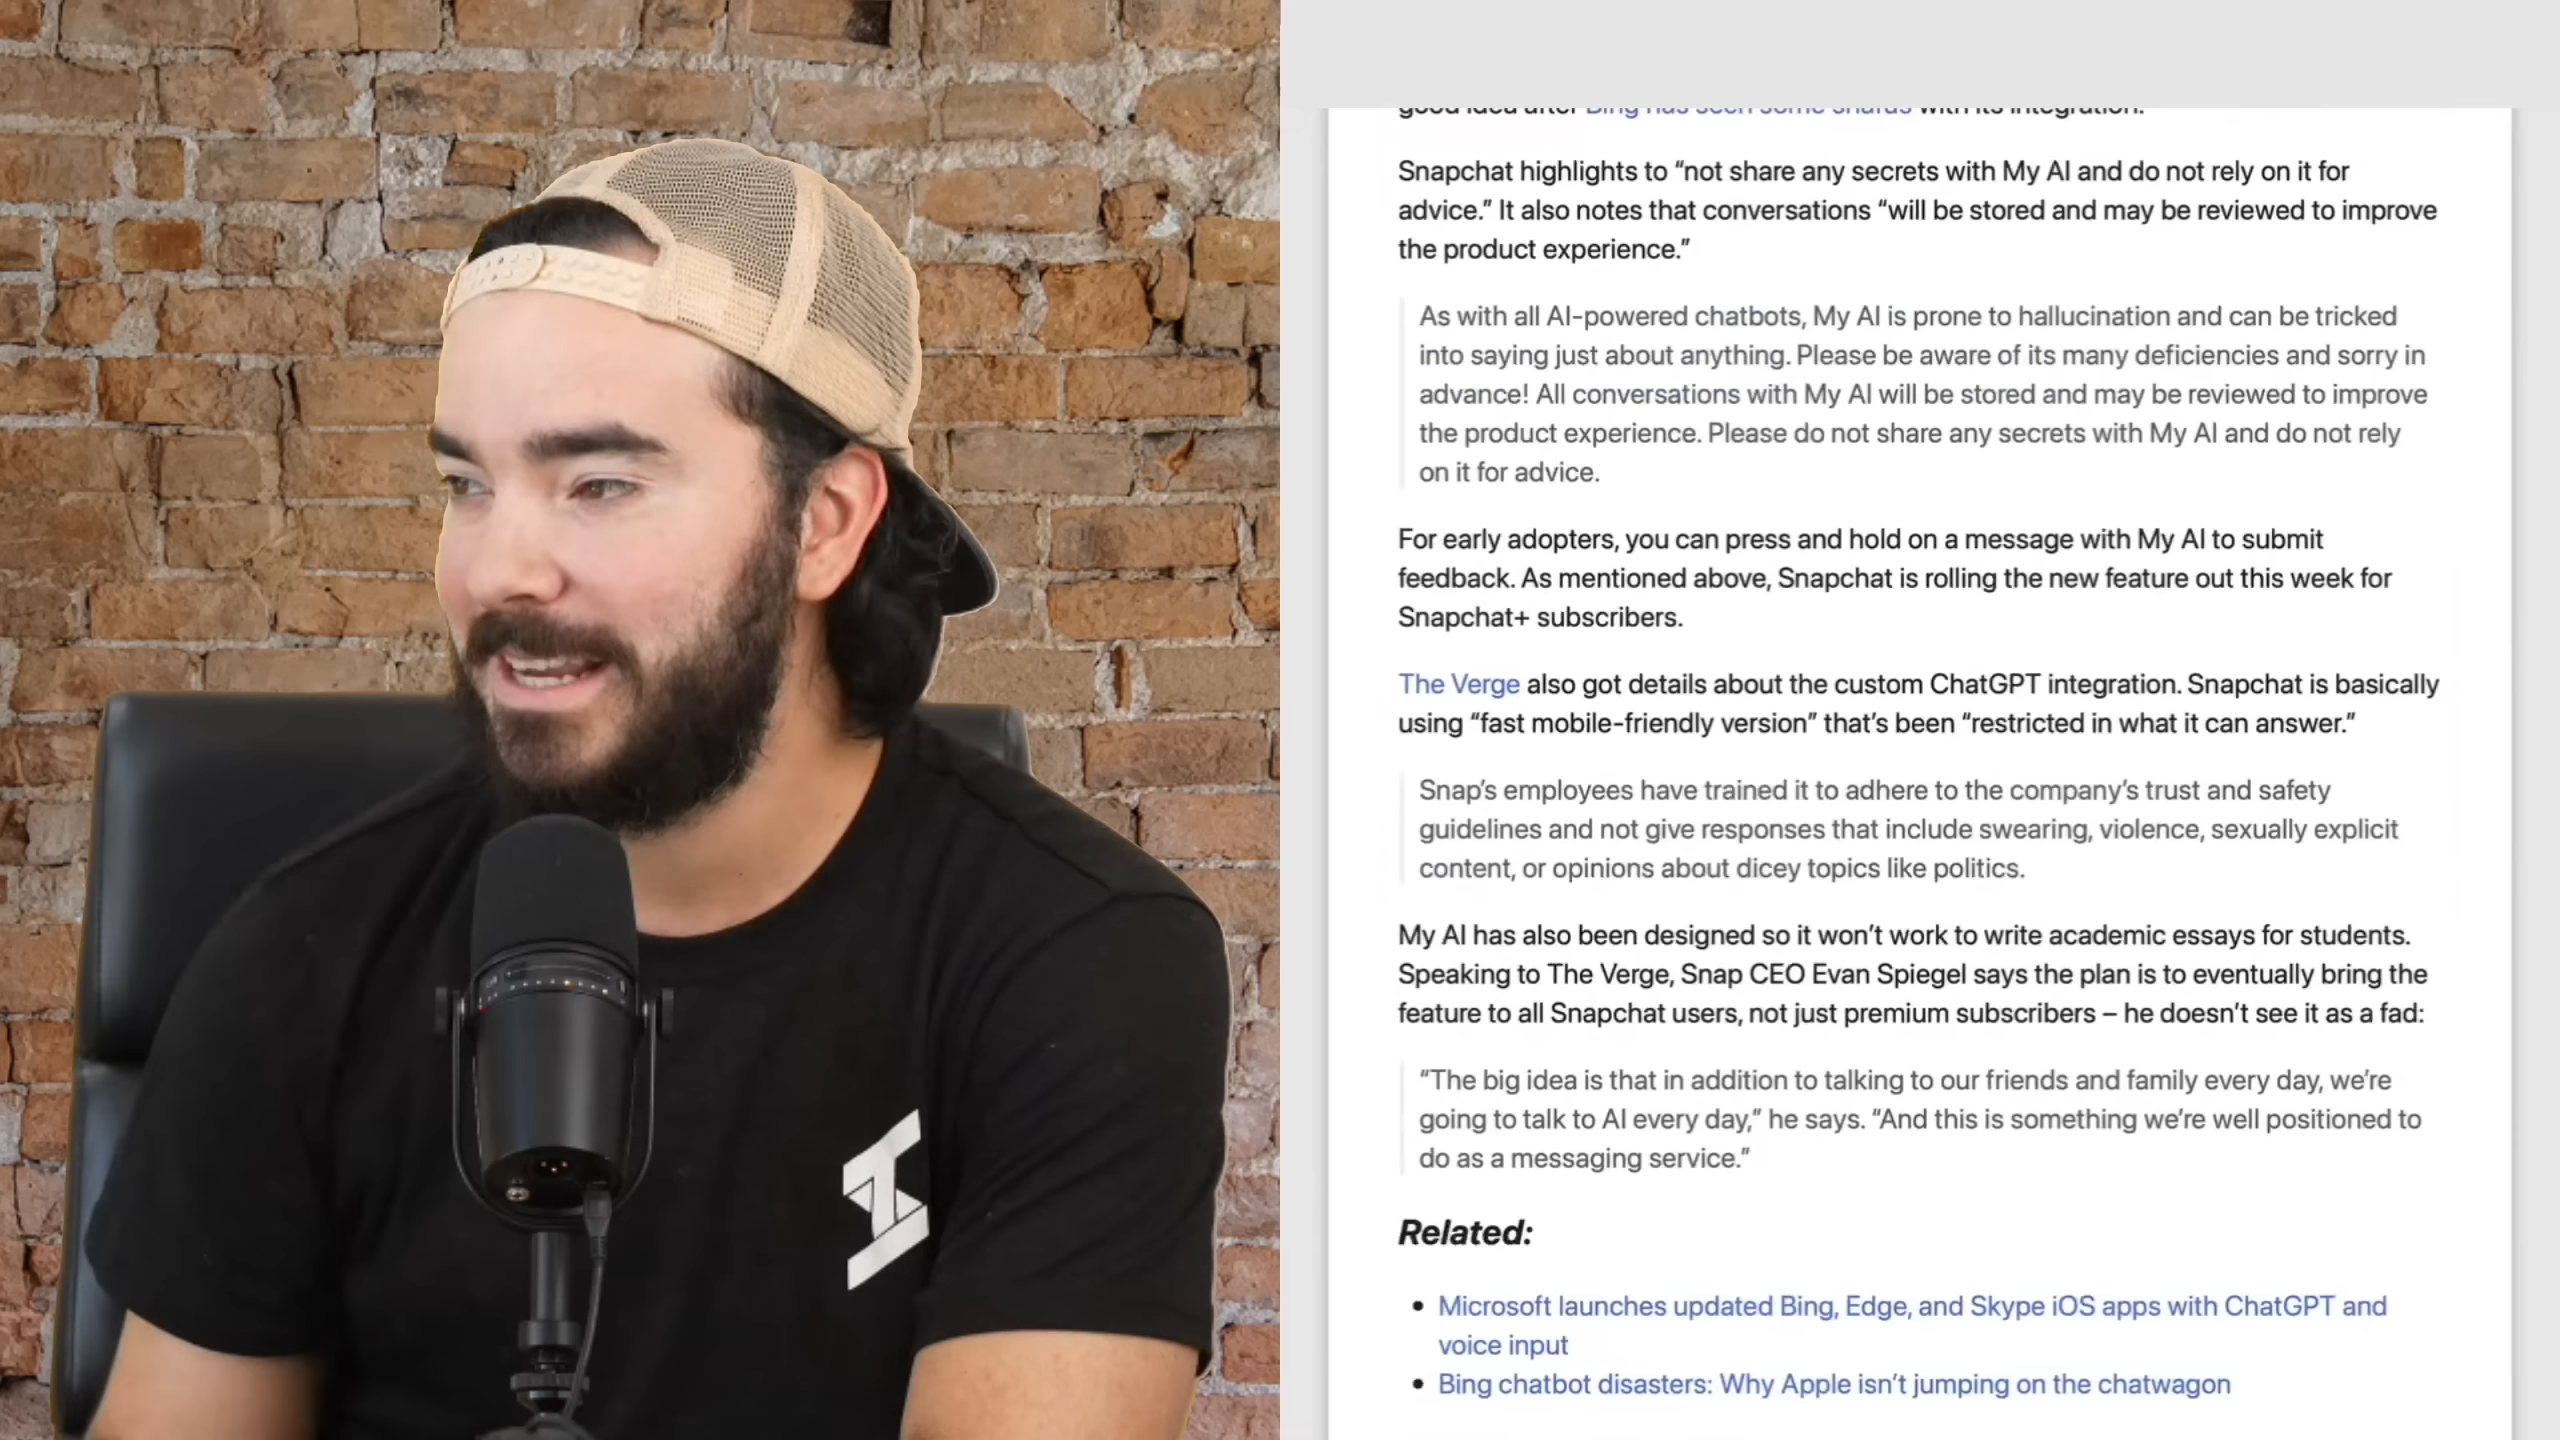 good idea after Bing has seen some snafus with its integration.
Snapchat highlights to “not share any secrets with My AI and do not rely on it for
advice.” It also notes that conversations “will be stored and may be reviewed to improve
the product experience.”
As with all AI-powered chatbots, My AI is prone to hallucination and can be tricked
into saying just about anything. Please be aware of its many deficiencies and sorry in
advance! All conversations with My AI will be stored and may be reviewed to improve
the product experience. Please do not share any secrets with My AI and do not rely
on it for advice.
For early adopters, you can press and hold on a message with My AI to submit
feedback. As mentioned above, Snapchat is rolling the new feature out this week for
Snapchat+ subscribers.
The Verge also got details about the custom ChatGPT integration. Snapchat is basically
using “fast mobile-friendly version” that’s been “restricted in what it can answer.”
Snap’s employees have trained it to adhere to the company’s trust and safety
guidelines and not give responses that include swearing, violence, sexually explicit
content, or opinions about dicey topics like politics.
My AI has also been designed so it won’t work to write academic essays for students.
Speaking to The Verge, Snap CEO Evan Spiegel says the plan is to eventually bring the
feature to all Snapchat users, not just premium subscribers – he doesn’t see it as a fad:
“The big idea is that in addition to talking to our friends and family every day, we’re
going to talk to AI every day,” he says. “And this is something we’re well positioned to
do as a messaging service.”
Related:
• Microsoft launches updated Bing, Edge, and Skype iOS apps with ChatGPT and
voice input
• Bing chatbot disasters: Why Apple isn’t jumping on the chatwagon